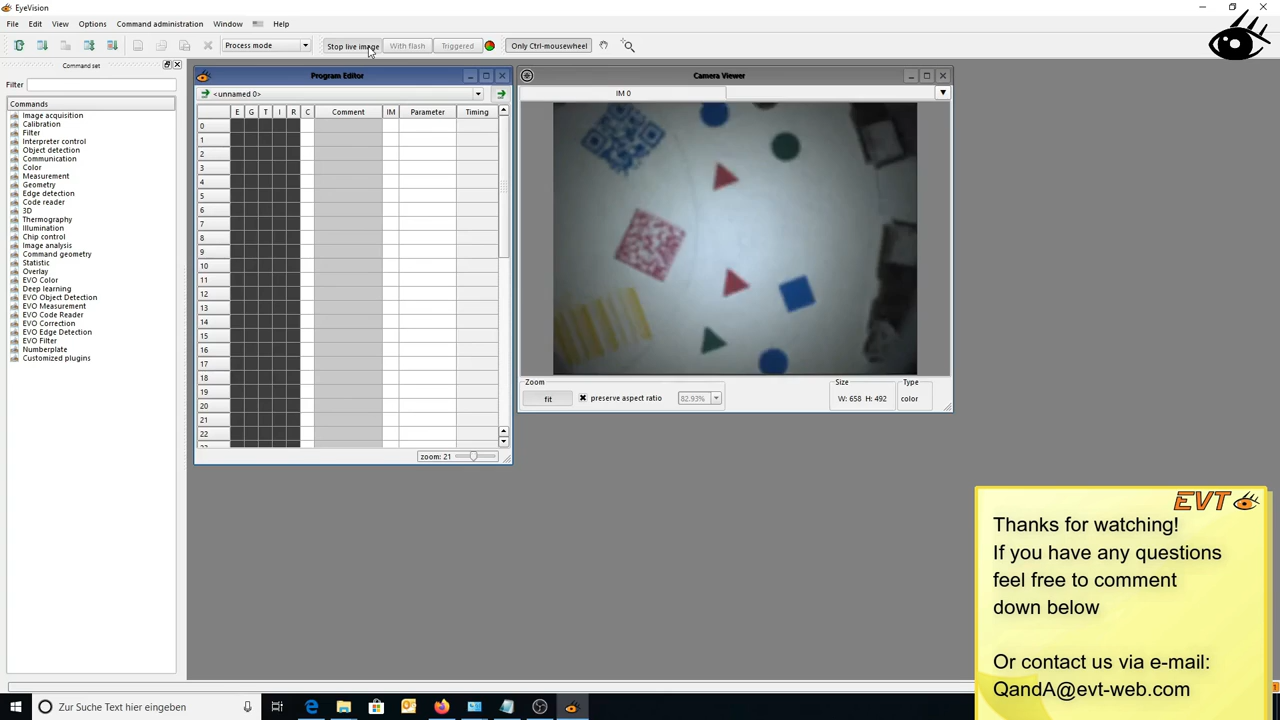 EyeVision
File Edit View Options Command administration Window Help
Process mode Stop live image With flash Triggered Only Ctrl-mousewheel
Command set
Filter
Commands
Image acquisition
Calibration
Filter
Interpreter control
Object detection
Communication
Color
Measurement
Geometry
Edge detection
Code reader
3D
Thermography
Illumination
Chip control
Image analysis
Command geometry
Statistic
Overlay
EVO Color
Deep learning
EVO Object Detection
EVO Measurement
EVO Code Reader
EVO Correction
EVO Edge Detection
EVO Filter
Numberplate
Customized plugins
Program Editor
<unnamed 0>
E G T I R C Comment IM Parameter Timing
0
1
2
3
4
5
6
7
8
9
10
11
12
13
14
15
16
17
18
19
20
21
22
zoom: 21
Camera Viewer
IM 0
Zoom
fit preserve aspect ratio 82.93%
Size
W: 658 H: 492
Type
color
EVT
Thanks for watching!
If you have any questions
feel free to comment
down below
Or contact us via e-mail:
QandA@evt-web.com
Zur Suche Text hier eingeben